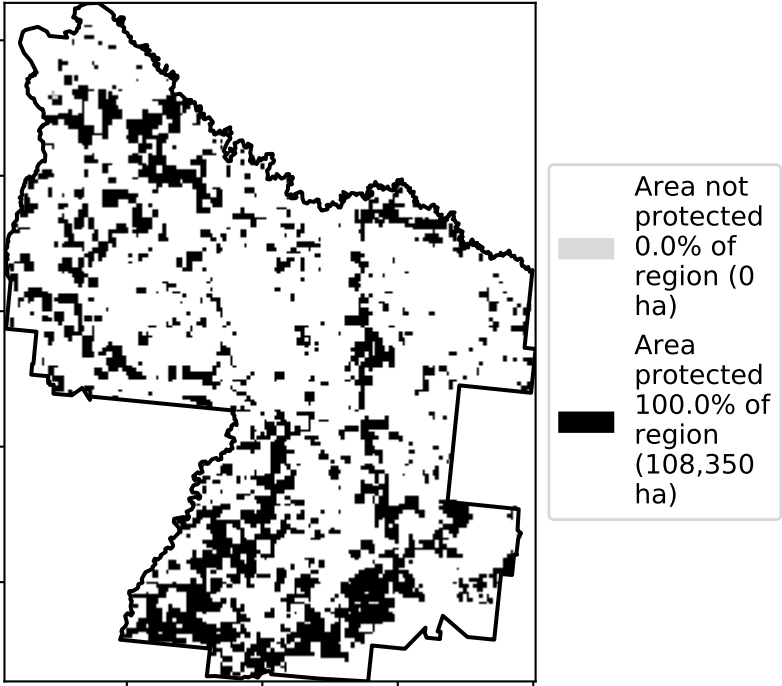 Area not
protected
0.0% of
region (0
ha)
Area
protected
100.0% of
region
(108,350
ha)